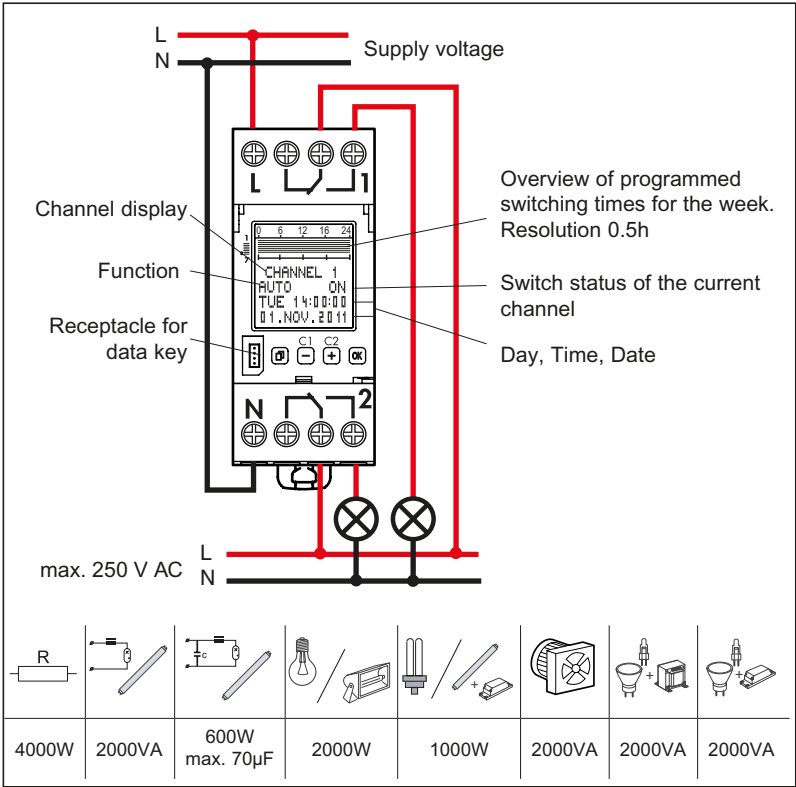 L
N
Supply voltage
L
1
Channel display
Function
Receptacle for
data key
0 6 12 18 24
1
7
CHANNEL 1
AUTO ON
TUE 14:00:00
01.NOV.2011
C1 C2
− + OK
N
2
Overview of programmed
switching times for the week.
Resolution 0.5h
Switch status of the current
channel
Day, Time, Date
L
max. 250 V AC
N
R
C
+
+
+
4000W
2000VA
600W
max. 70µF
2000W
1000W
2000VA
2000VA
2000VA